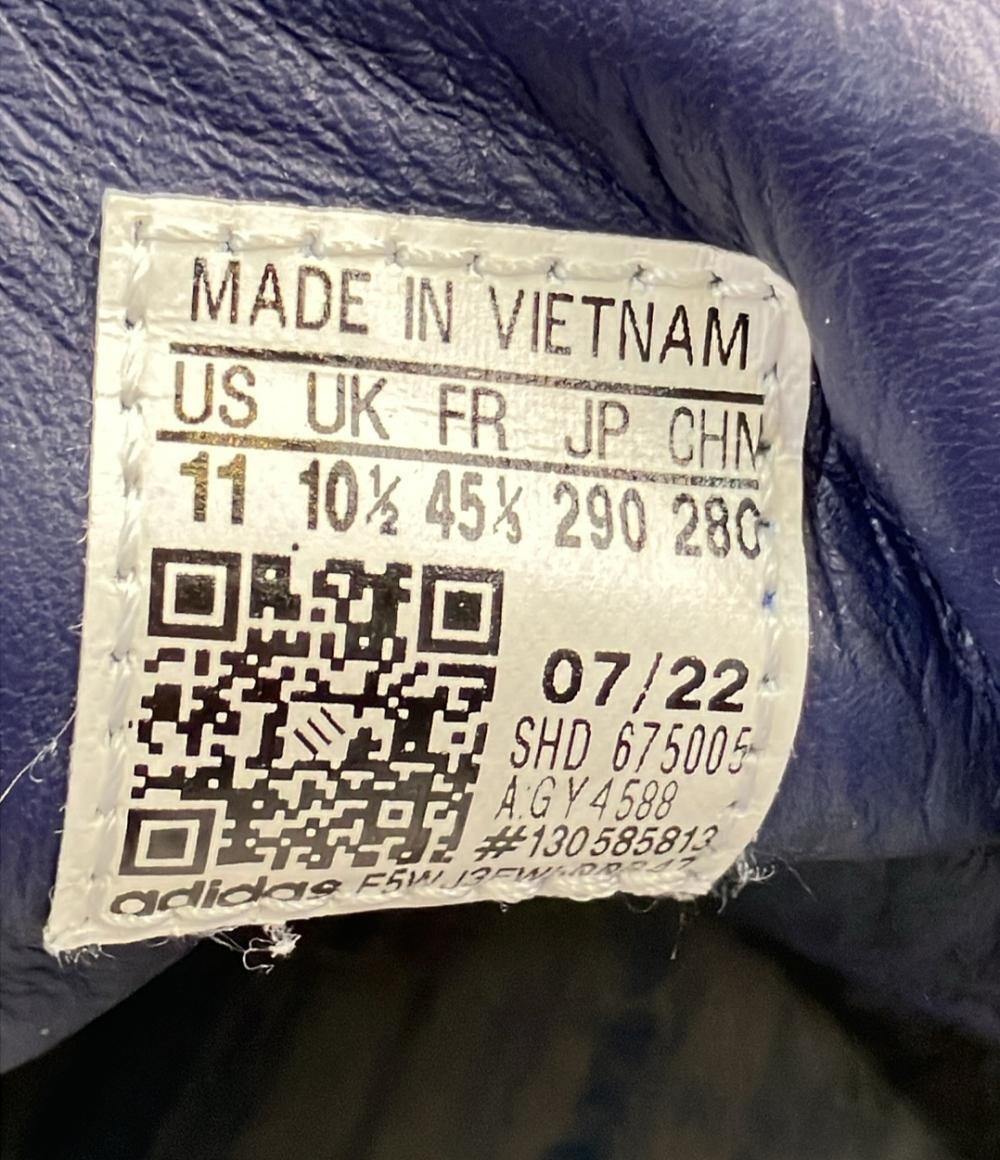 MADE IN VIETNAM
US UK FR JP CHN
11 10½ 45⅓ 290 280
07/22
SHD 675005
A:GY4588
#130585813
adidas